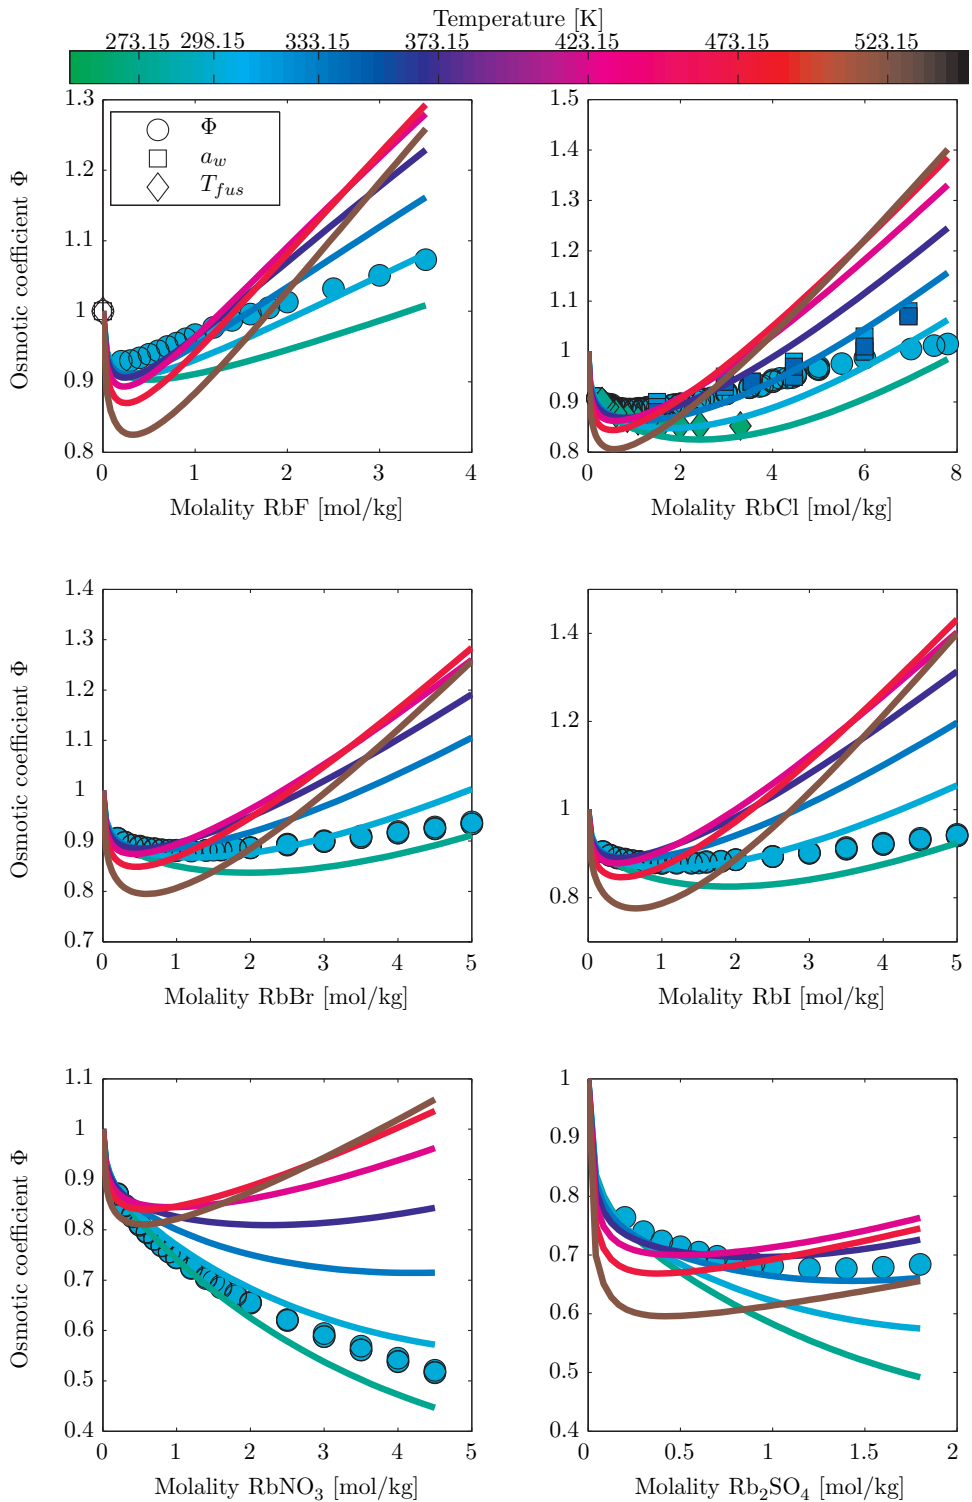 Temperature [K]
273.15 298.15 333.15 373.15 423.15 473.15 523.15
1.3
1.2
1.1
1
0.9
0.8
Osmotic coefficient Φ
Φ
a_w
T_fus
0 1 2 3 4
Molality RbF [mol/kg]
1.5
1.4
1.3
1.2
1.1
1
0.9
0.8
0 2 4 6 8
Molality RbCl [mol/kg]
1.4
1.3
1.2
1.1
1
0.9
0.8
0.7
Osmotic coefficient Φ
0 1 2 3 4 5
Molality RbBr [mol/kg]
1.4
1.2
1
0.8
0 1 2 3 4 5
Molality RbI [mol/kg]
1.1
1
0.9
0.8
0.7
0.6
0.5
0.4
Osmotic coefficient Φ
0 1 2 3 4 5
Molality RbNO₃ [mol/kg]
1
0.9
0.8
0.7
0.6
0.5
0.4
0 0.5 1 1.5 2
Molality Rb₂SO₄ [mol/kg]